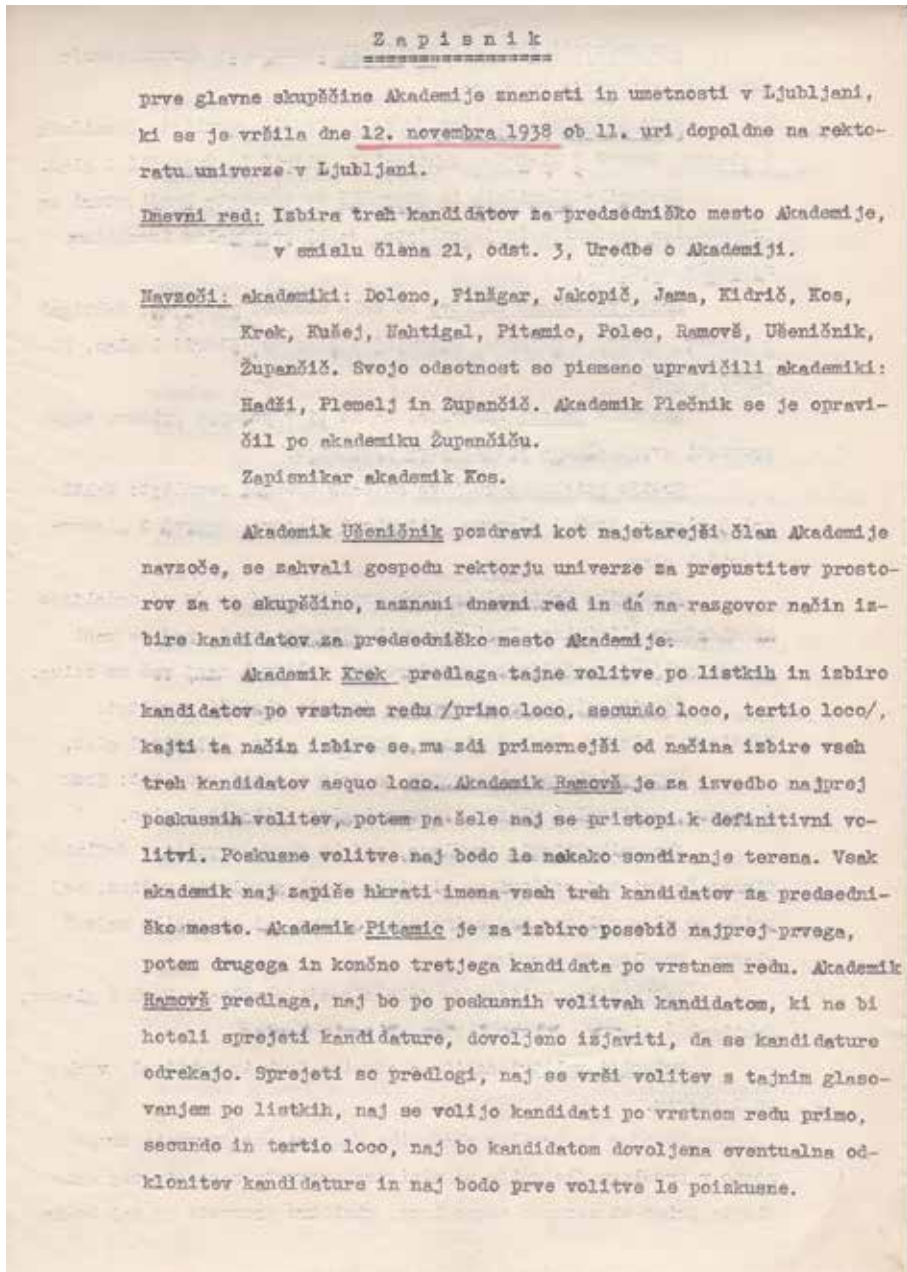 Zapisnik
prve glavne skupščine Akademije znanosti in umetnosti v Ljubljani,
ki se je vršila dne 12. novembra 1938 ob 11. uri dopoldne na rekto-
ratu univerze v Ljubljani.
Dnevni red: Izbira treh kandidatov za predsedniško mesto Akademije,
v smislu člena 21, odst. 3, Uredbe o Akademiji.
Navzoči: akademiki: Dolenc, Finžgar, Jakopič, Jama, Kidrič, Kos,
Krek, Kušej, Nahtigal, Pitamic, Polec, Ramovš, Ušeničnik,
Župančič. Svojo odsotnost so pismeno upravičili akademiki:
Hadži, Plemelj in Zupančič. Akademik Plečnik se je opravi-
čil po akademiku Župančiču.
Zapisnikar akademik Kos.
Akademik Ušeničnik pozdravi kot najstarejši član Akademije
navzoče, se zahvali gospodu rektorju univerze za prepustitev prosto-
rov za to skupščino, naznani dnevni red in dá na razgovor način iz-
bire kandidatov za predsedniško mesto Akademije.
Akademik Krek predlaga tajne volitve po listkih in izbiro
kandidatov po vrstnem redu /primo loco, secundo loco, tertio loco/,
kajti ta način izbire se mu zdi primernejši od načina izbire vseh
treh kandidatov aequo loco. Akademik Ramovš je za izvedbo najprej
poskusnih volitev, potem pa šele naj se pristopi k definitivni vo-
litvi. Poskusne volitve naj bodo le nekako sondiranje terena. Vsak
akademik naj zapiše hkrati imena vseh treh kandidatov za predsedni-
ško mesto. Akademik Pitamic je za izbiro posebič najprej prvega,
potem drugega in končno tretjega kandidata po vrstnem redu. Akademik
Ramovš predlaga, naj bo po poskusnih volitvah kandidatom, ki ne bi
hoteli sprejeti kandidature, dovoljeno izjaviti, da se kandidature
odrekajo. Sprejeti so predlogi, naj se vrši volitev s tajnim glaso-
vanjem po listkih, naj se volijo kandidati po vrstnem redu primo,
secundo in tertio loco, naj bo kandidatom dovoljena eventualna od-
klonitev kandidature in naj bodo prve volitve le poizkusne.